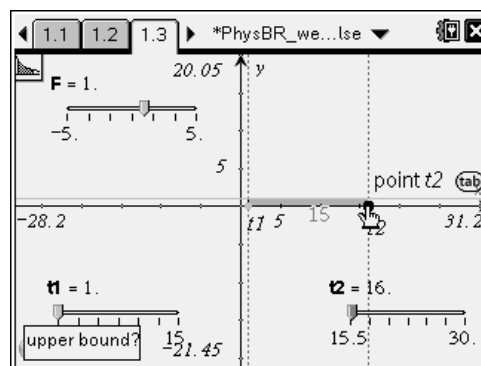 1.1 1.2 1.3 *PhysBR_we...lse
F = 1.
-5. 5.
20.05 y
5
point t2 tab
-28.2 t1 5 15 t2 31.2
t1 = 1.
15.
upper bound?
-21.45
t2 = 16.
15.5 30.